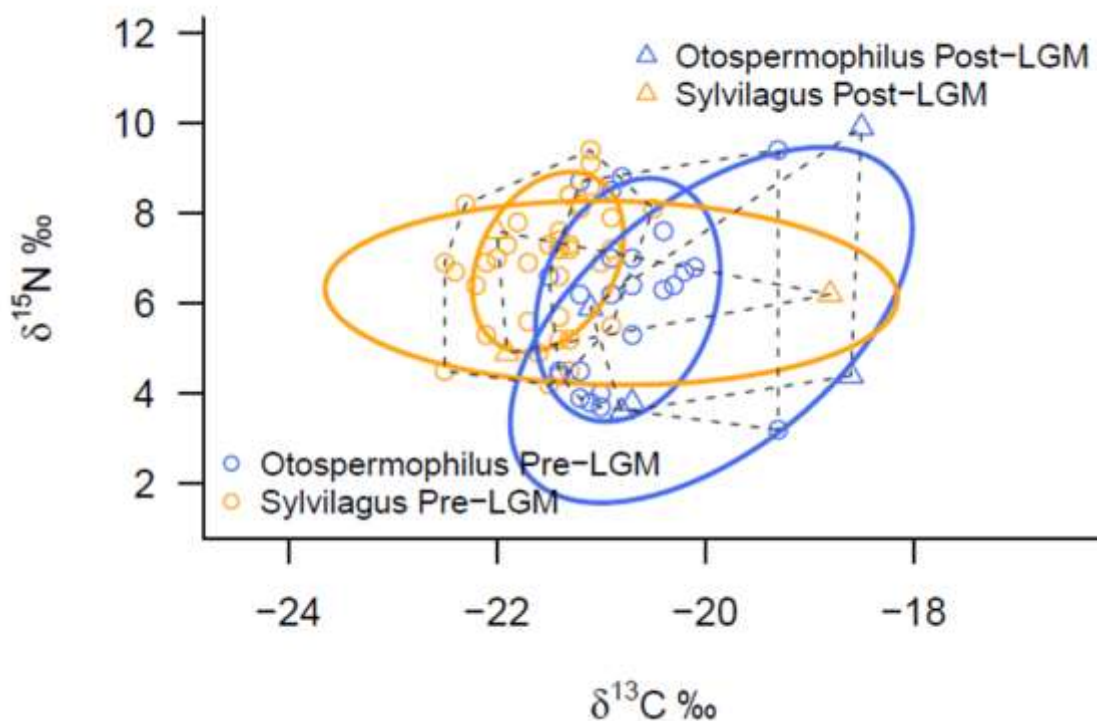 12
10
8
6
4
2
δ15N ‰
△ Otospermophilus Post−LGM
△ Sylvilagus Post−LGM
○ Otospermophilus Pre−LGM
○ Sylvilagus Pre−LGM
−24 −22 −20 −18
δ13C ‰